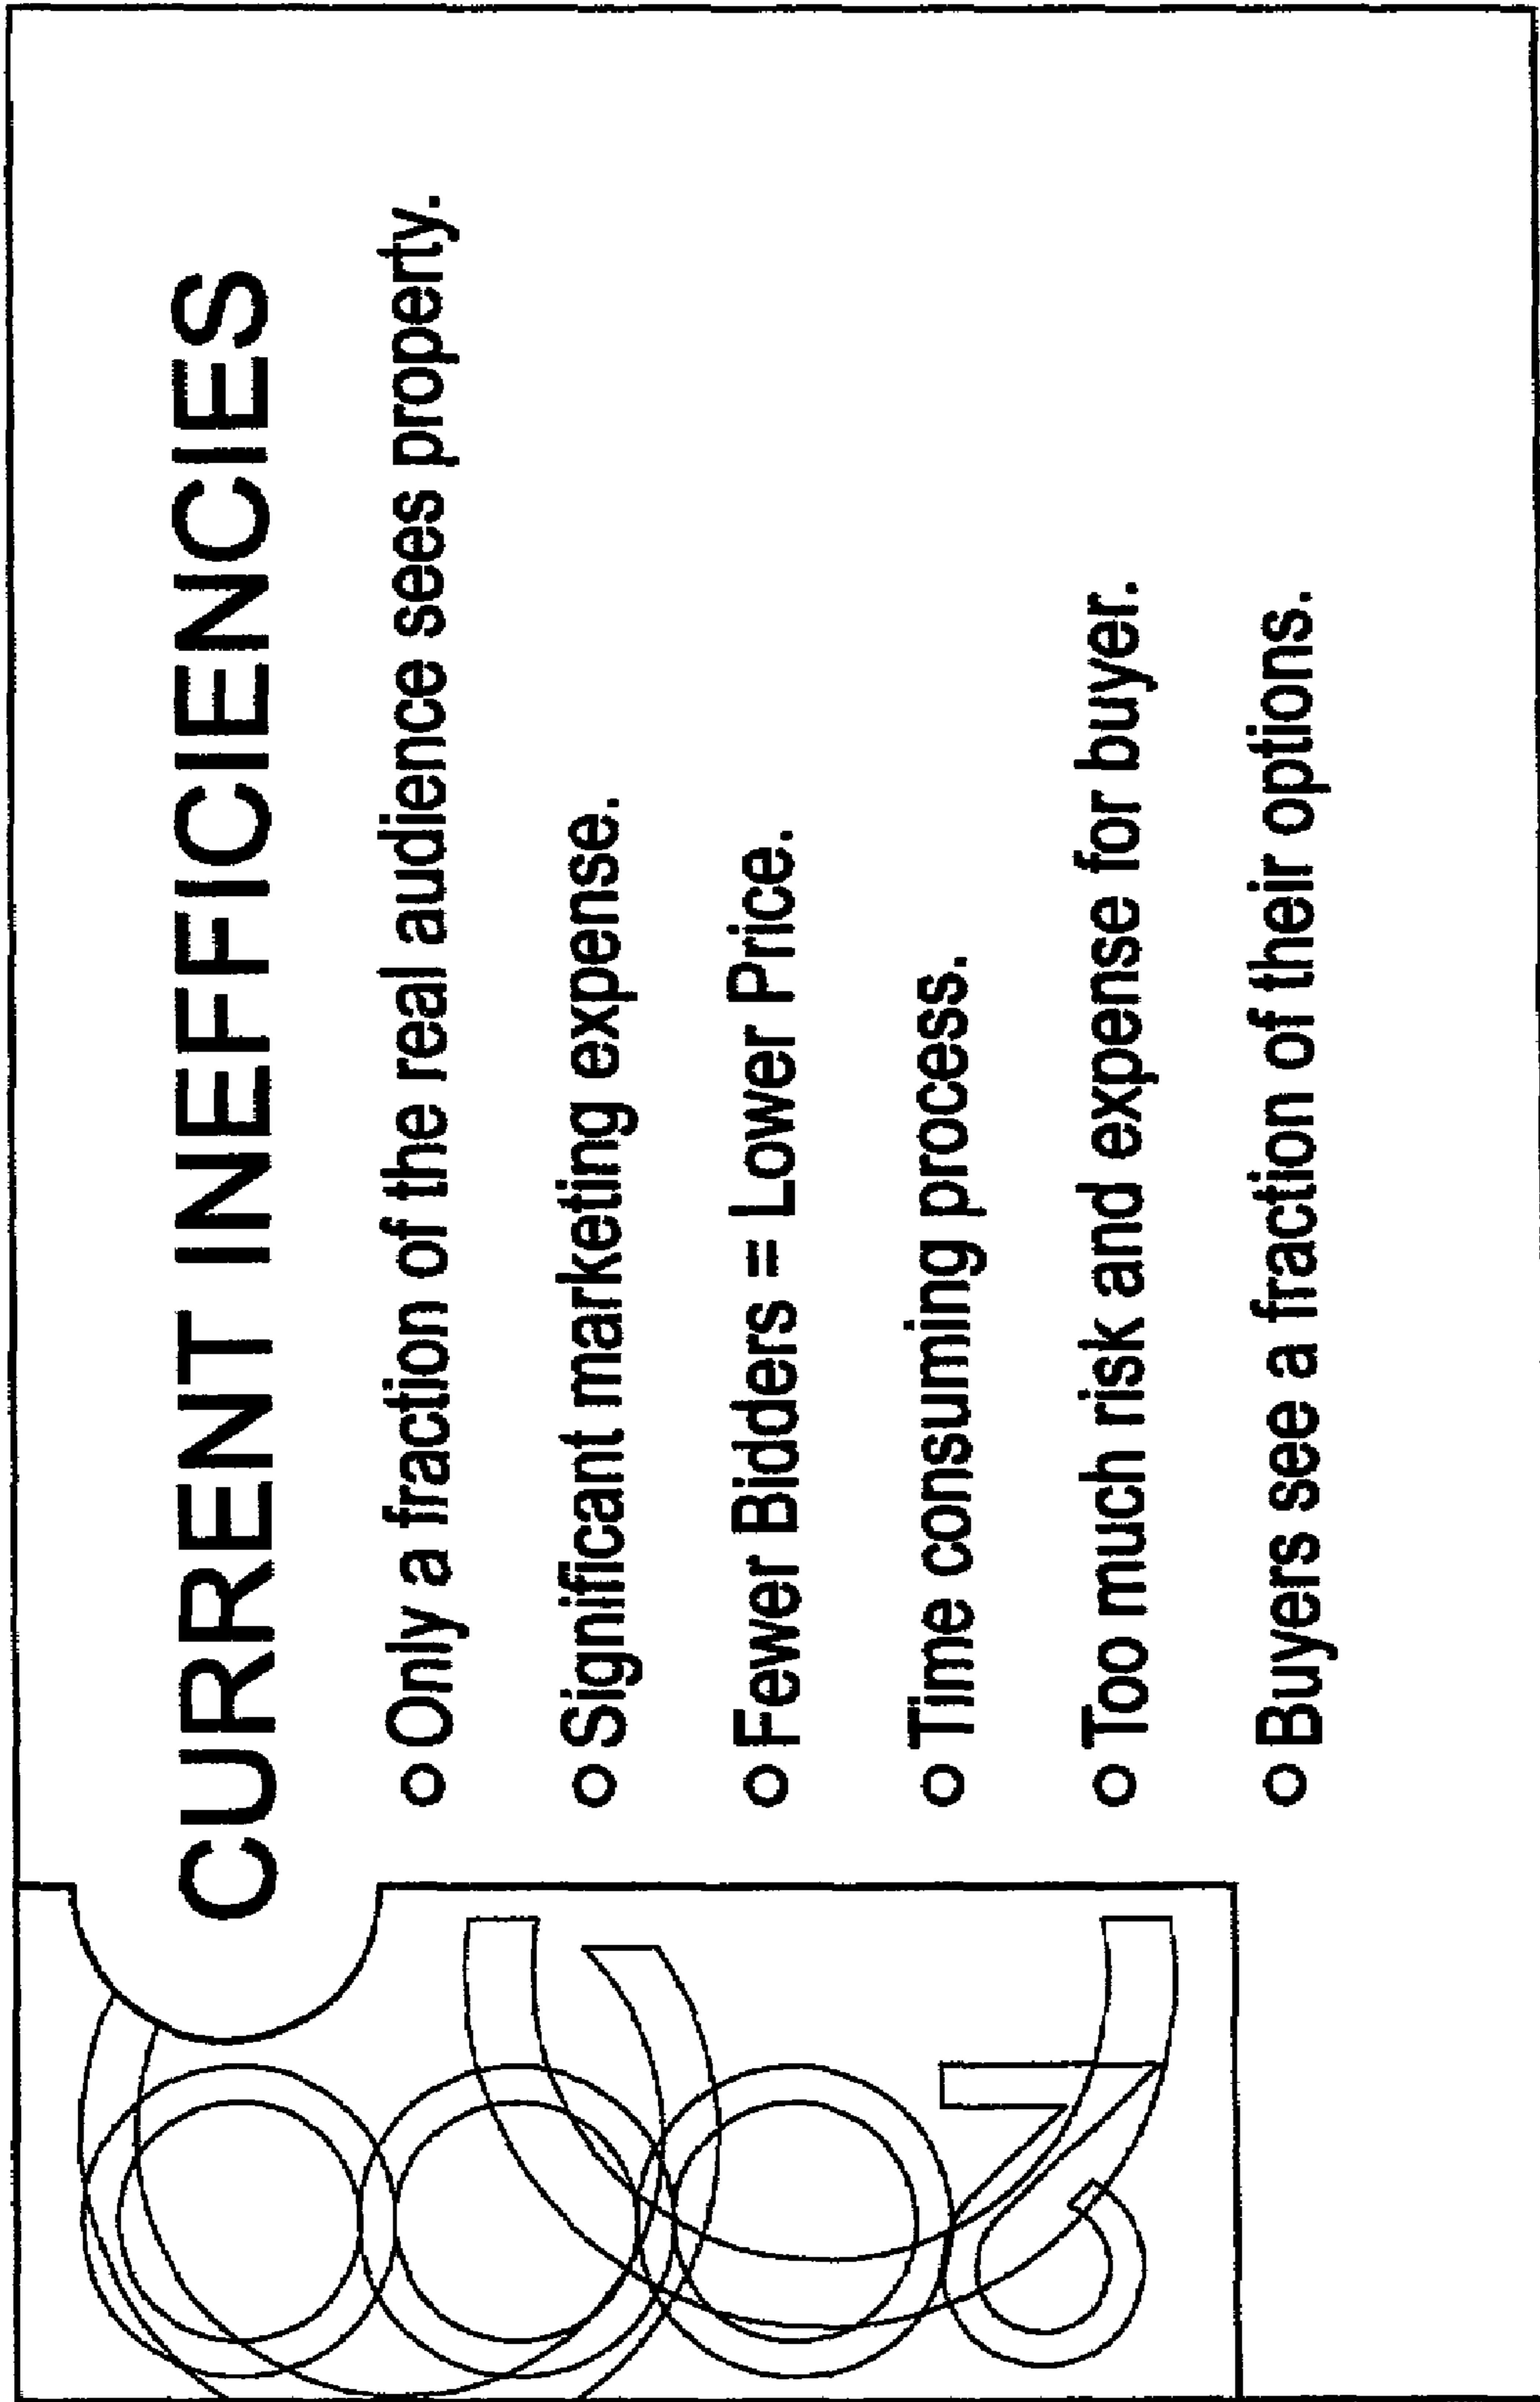 CURRENT INEFFICIENCIES
Only a fraction of the real audience sees property.
Significant marketing expense.
Fewer Bidders = Lower Price.
Time consuming process.
Too much risk and expense for buyer.
Buyers see a fraction of their options.